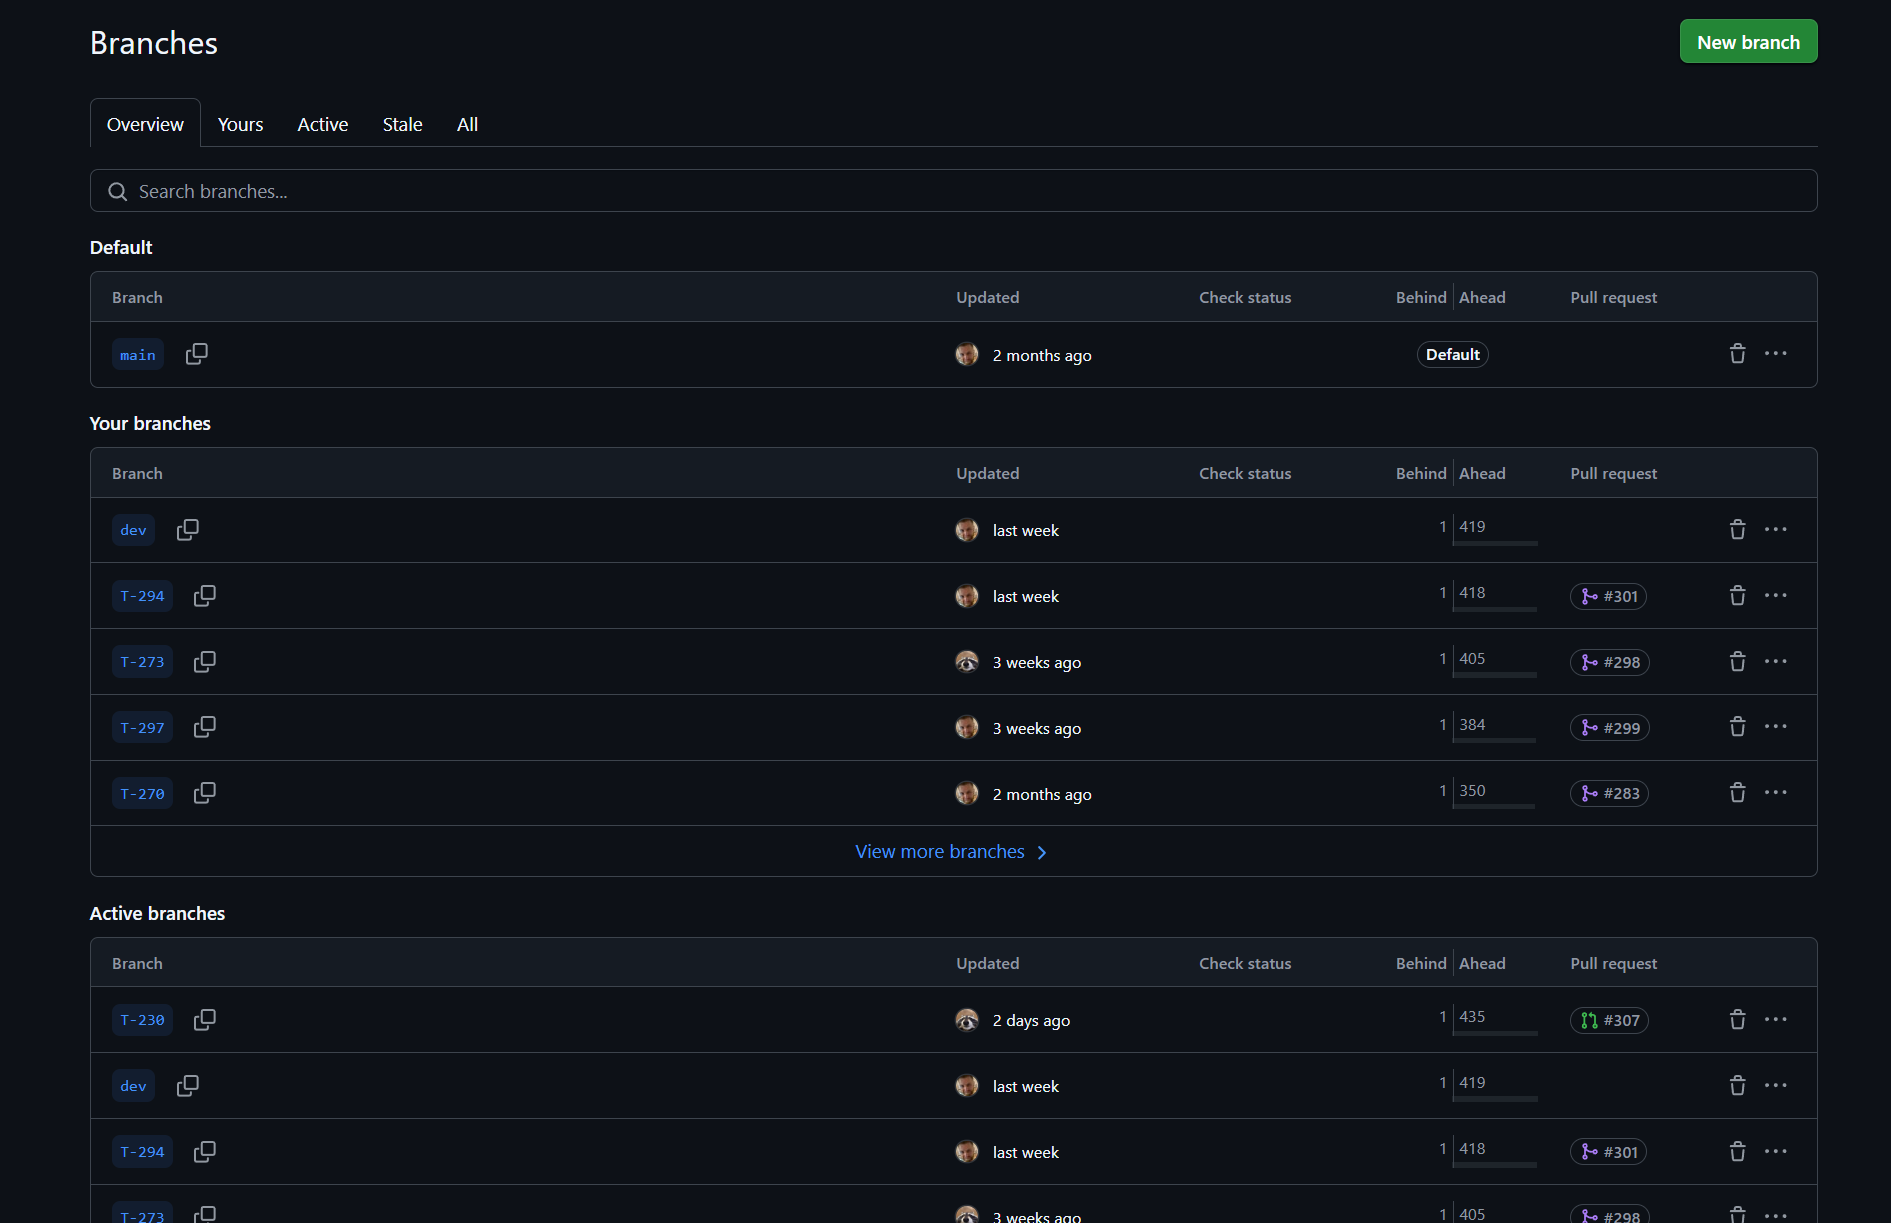 Branches
New branch
Overview Yours Active Stale All
Search branches...
Default
Branch Updated Check status Behind Ahead Pull request
main 2 months ago Default
Your branches
Branch Updated Check status Behind Ahead Pull request
dev last week 1 419
T-294 last week 1 418 #301
T-273 3 weeks ago 1 405 #298
T-297 3 weeks ago 1 384 #299
T-270 2 months ago 1 350 #283
View more branches
Active branches
Branch Updated Check status Behind Ahead Pull request
T-230 2 days ago 1 435 #307
dev last week 1 419
T-294 last week 1 418 #301
T-273 3 weeks ago 1 405 #298